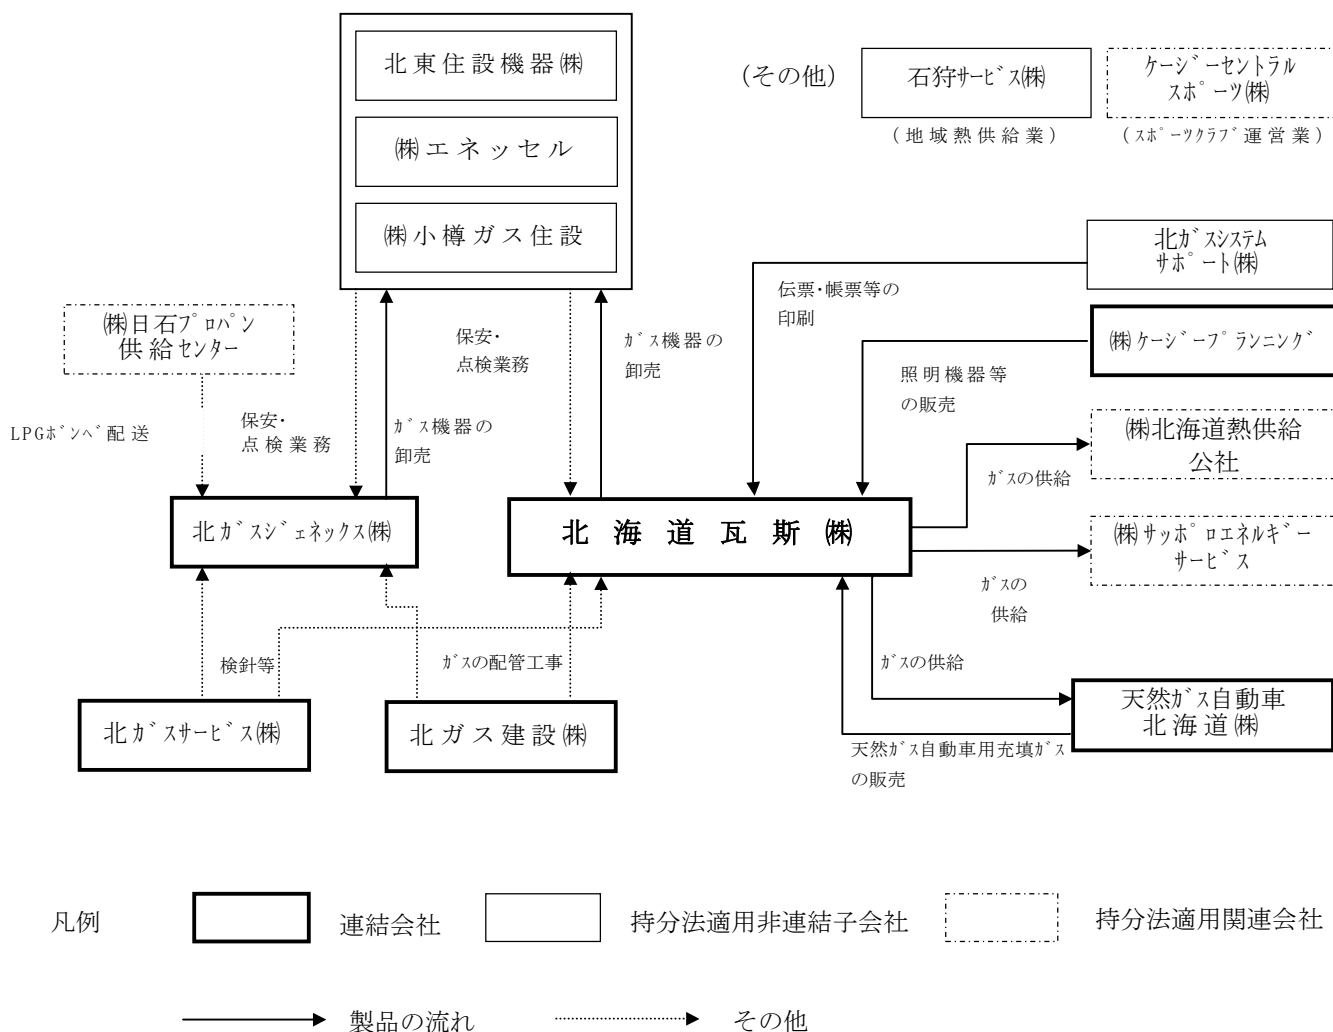 北東住設機器㈱
㈱エネッセル
㈱小樽ガス住設
(その他)
石狩ｻｰﾋﾞｽ㈱
(地域熱供給業)
ｹｰｼﾞｰｾﾝﾄﾗﾙ
ｽﾎﾟｰﾂ㈱
(ｽﾎﾟｰﾂｸﾗﾌﾞ運営業)
北ｶﾞｽｼｽﾃﾑ
ｻﾎﾟｰﾄ㈱
伝票･帳票等の
印刷
㈱ｹｰｼﾞｰﾌﾟﾗﾝﾆﾝｸﾞ
照明機器等
の販売
㈱日石ﾌﾟﾛﾊﾟﾝ
供給ｾﾝﾀｰ
LPGﾎﾞﾝﾍﾞ配送
保安･
点検業務
ｶﾞｽ機器の
卸売
保安･
点検業務
ｶﾞｽ機器の
卸売
㈱北海道熱供給
公社
ｶﾞｽの供給
北ｶﾞｽｼﾞｪﾈｯｸｽ㈱
北海道瓦斯㈱
㈱ｻｯﾎﾟﾛｴﾈﾙｷﾞｰ
ｻｰﾋﾞｽ
ｶﾞｽの
供給
検針等
ｶﾞｽの配管工事
ｶﾞｽの供給
北ｶﾞｽｻｰﾋﾞｽ㈱
北ガス建設㈱
天然ｶﾞｽ自動車
北海道㈱
天然ｶﾞｽ自動車用充填ｶﾞｽ
の販売
凡例
連結会社
持分法適用非連結子会社
持分法適用関連会社
製品の流れ
その他